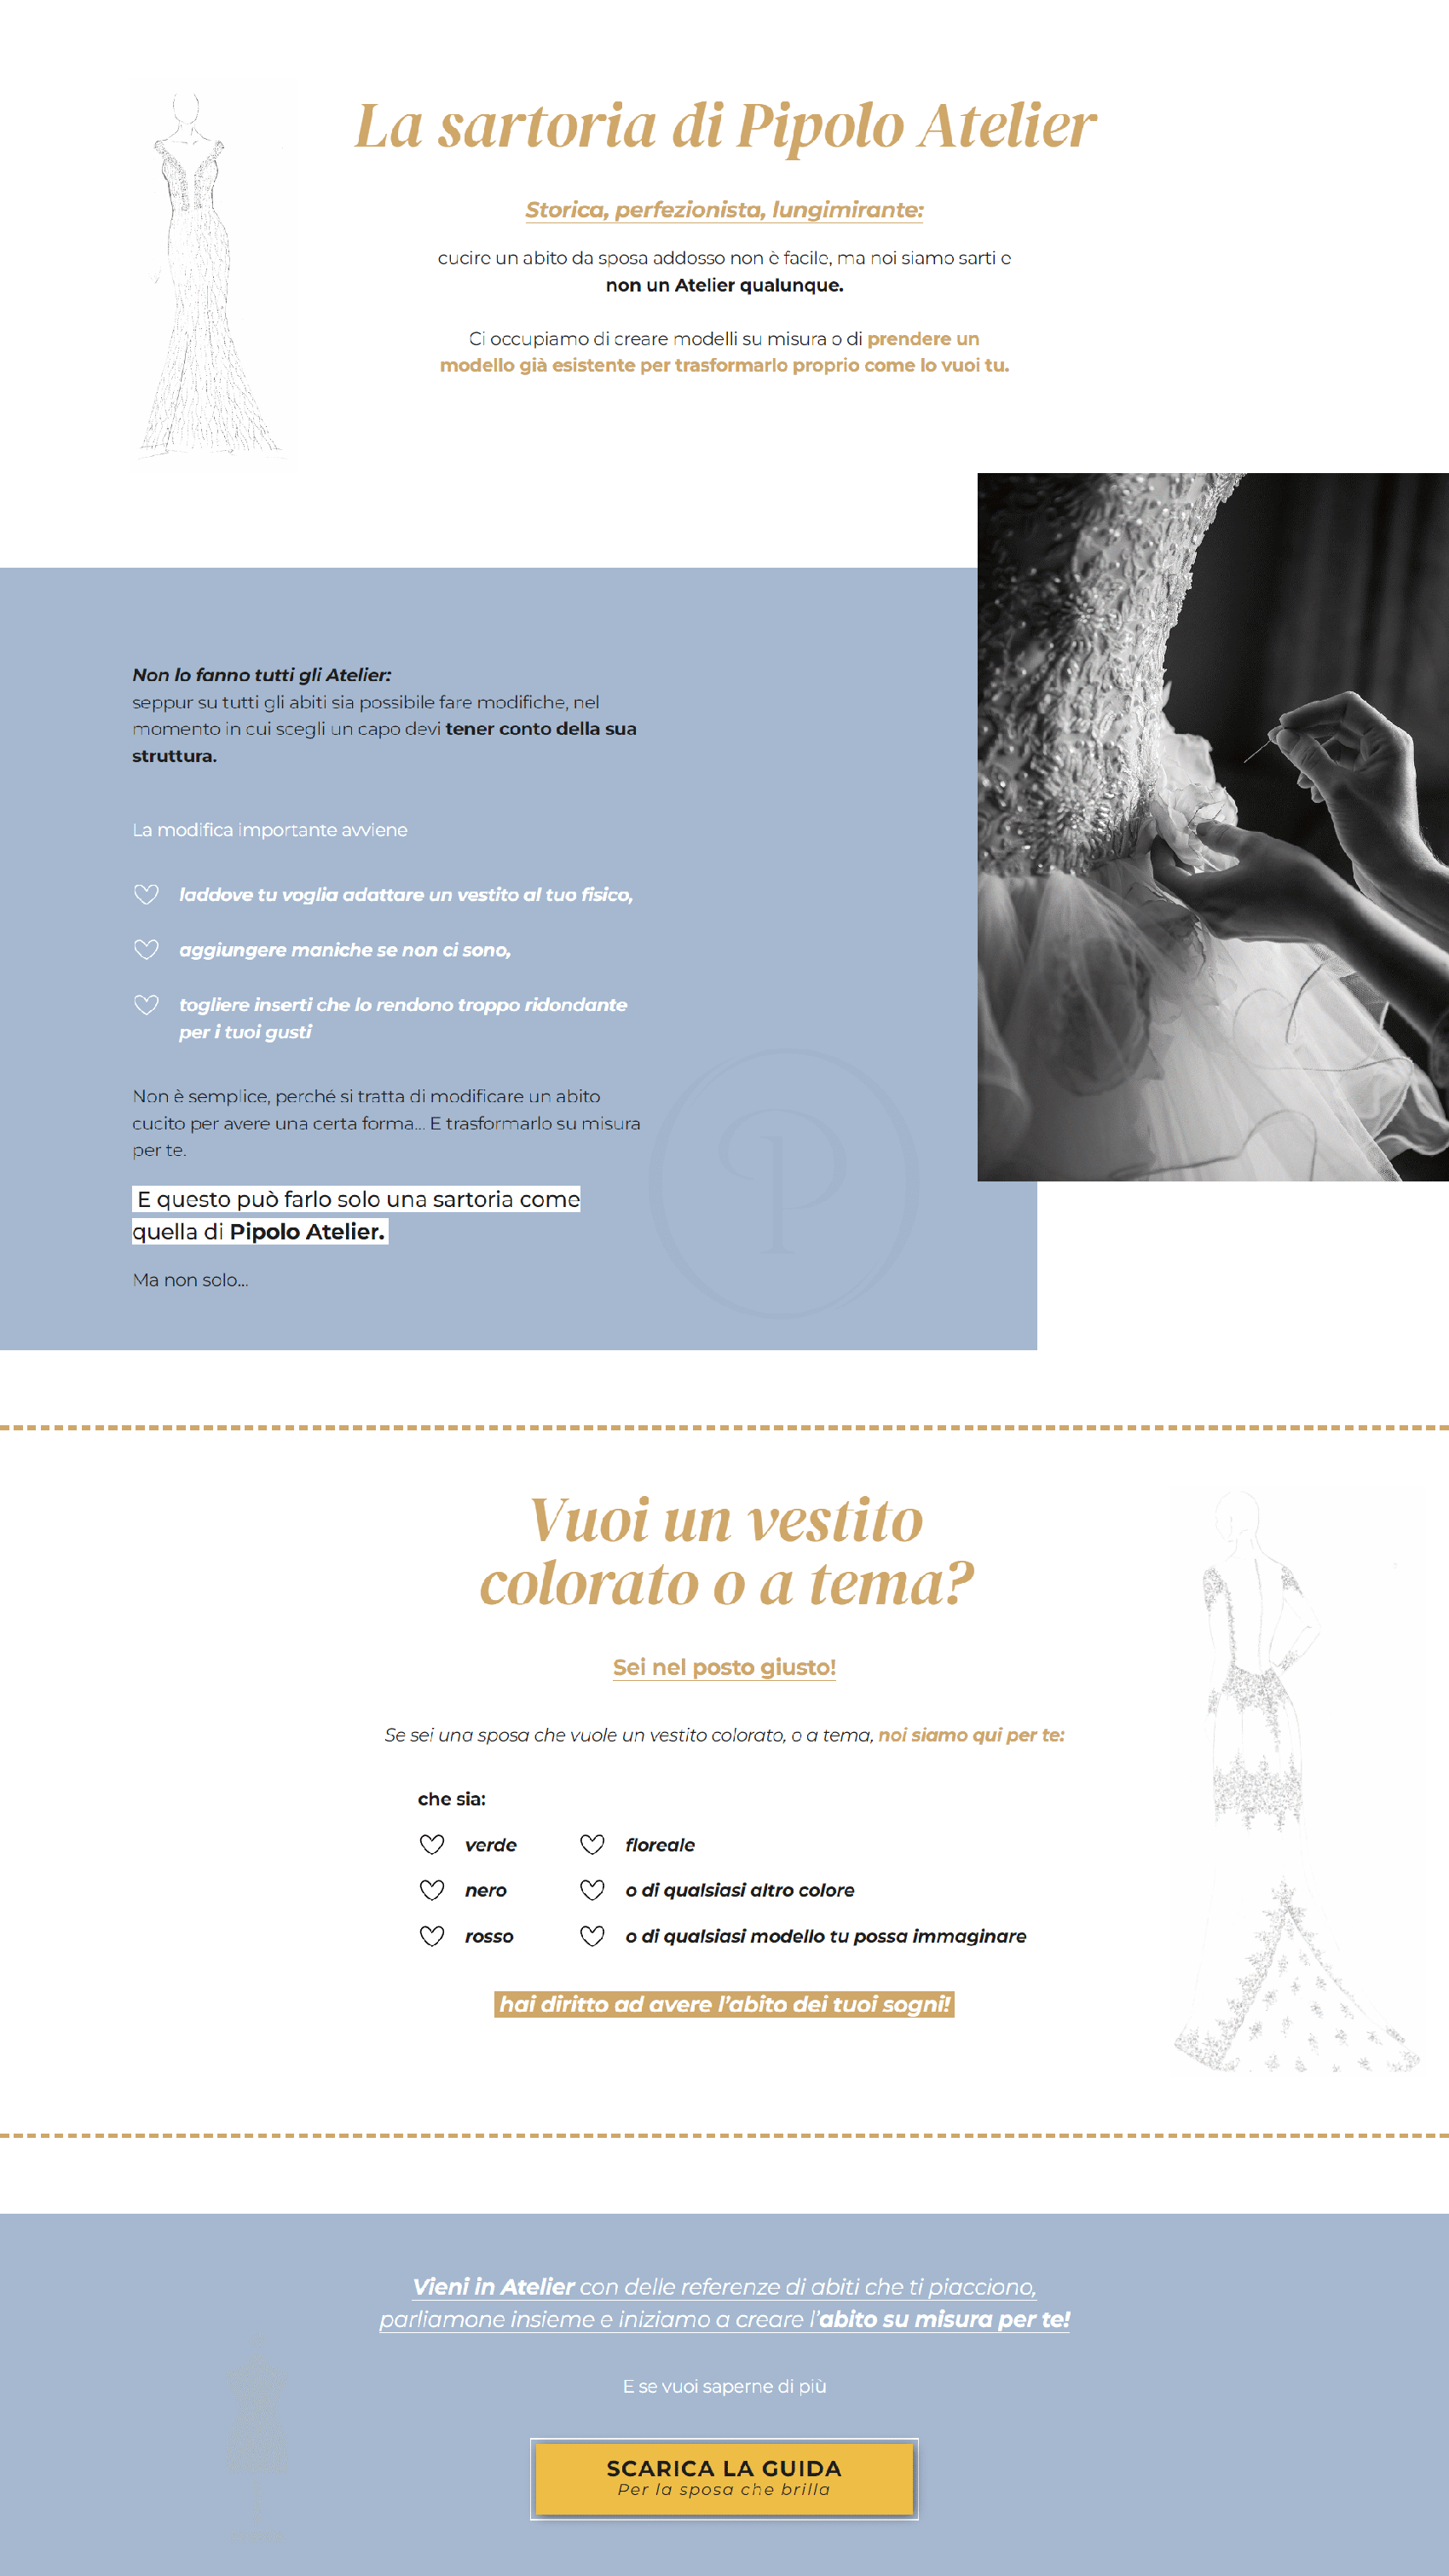 La sartoria di Pipolo Atelier
Storica, perfezionista, lungimirante:
cucire un abito da sposa addosso non è facile, ma noi siamo sarti e
non un Atelier qualunque.
Ci occupiamo di creare modelli su misura o di prendere un
modello già esistente per trasformarlo proprio come lo vuoi tu.
Non lo fanno tutti gli Atelier:
seppur su tutti gli abiti sia possibile fare modifiche, nel
momento in cui scegli un capo devi tener conto della sua
struttura.
La modifica importante avviene
laddove tu voglia adattare un vestito al tuo fisico,
aggiungere maniche se non ci sono,
togliere inserti che lo rendono troppo ridondante
per i tuoi gusti
Non è semplice, perché si tratta di modificare un abito
cucito per avere una certa forma... E trasformarlo su misura
per te.
E questo può farlo solo una sartoria come
quella di Pipolo Atelier.
Ma non solo...
P
Vuoi un vestito
colorato o a tema?
Sei nel posto giusto!
Se sei una sposa che vuole un vestito colorato, o a tema, noi siamo qui per te:
che sia:
verde
nero
rosso
floreale
o di qualsiasi altro colore
o di qualsiasi modello tu possa immaginare
hai diritto ad avere l'abito dei tuoi sogni!
Vieni in Atelier con delle referenze di abiti che ti piacciono,
parliamone insieme e iniziamo a creare l'abito su misura per te!
E se vuoi saperne di più
SCARICA LA GUIDA
Per la sposa che brilla